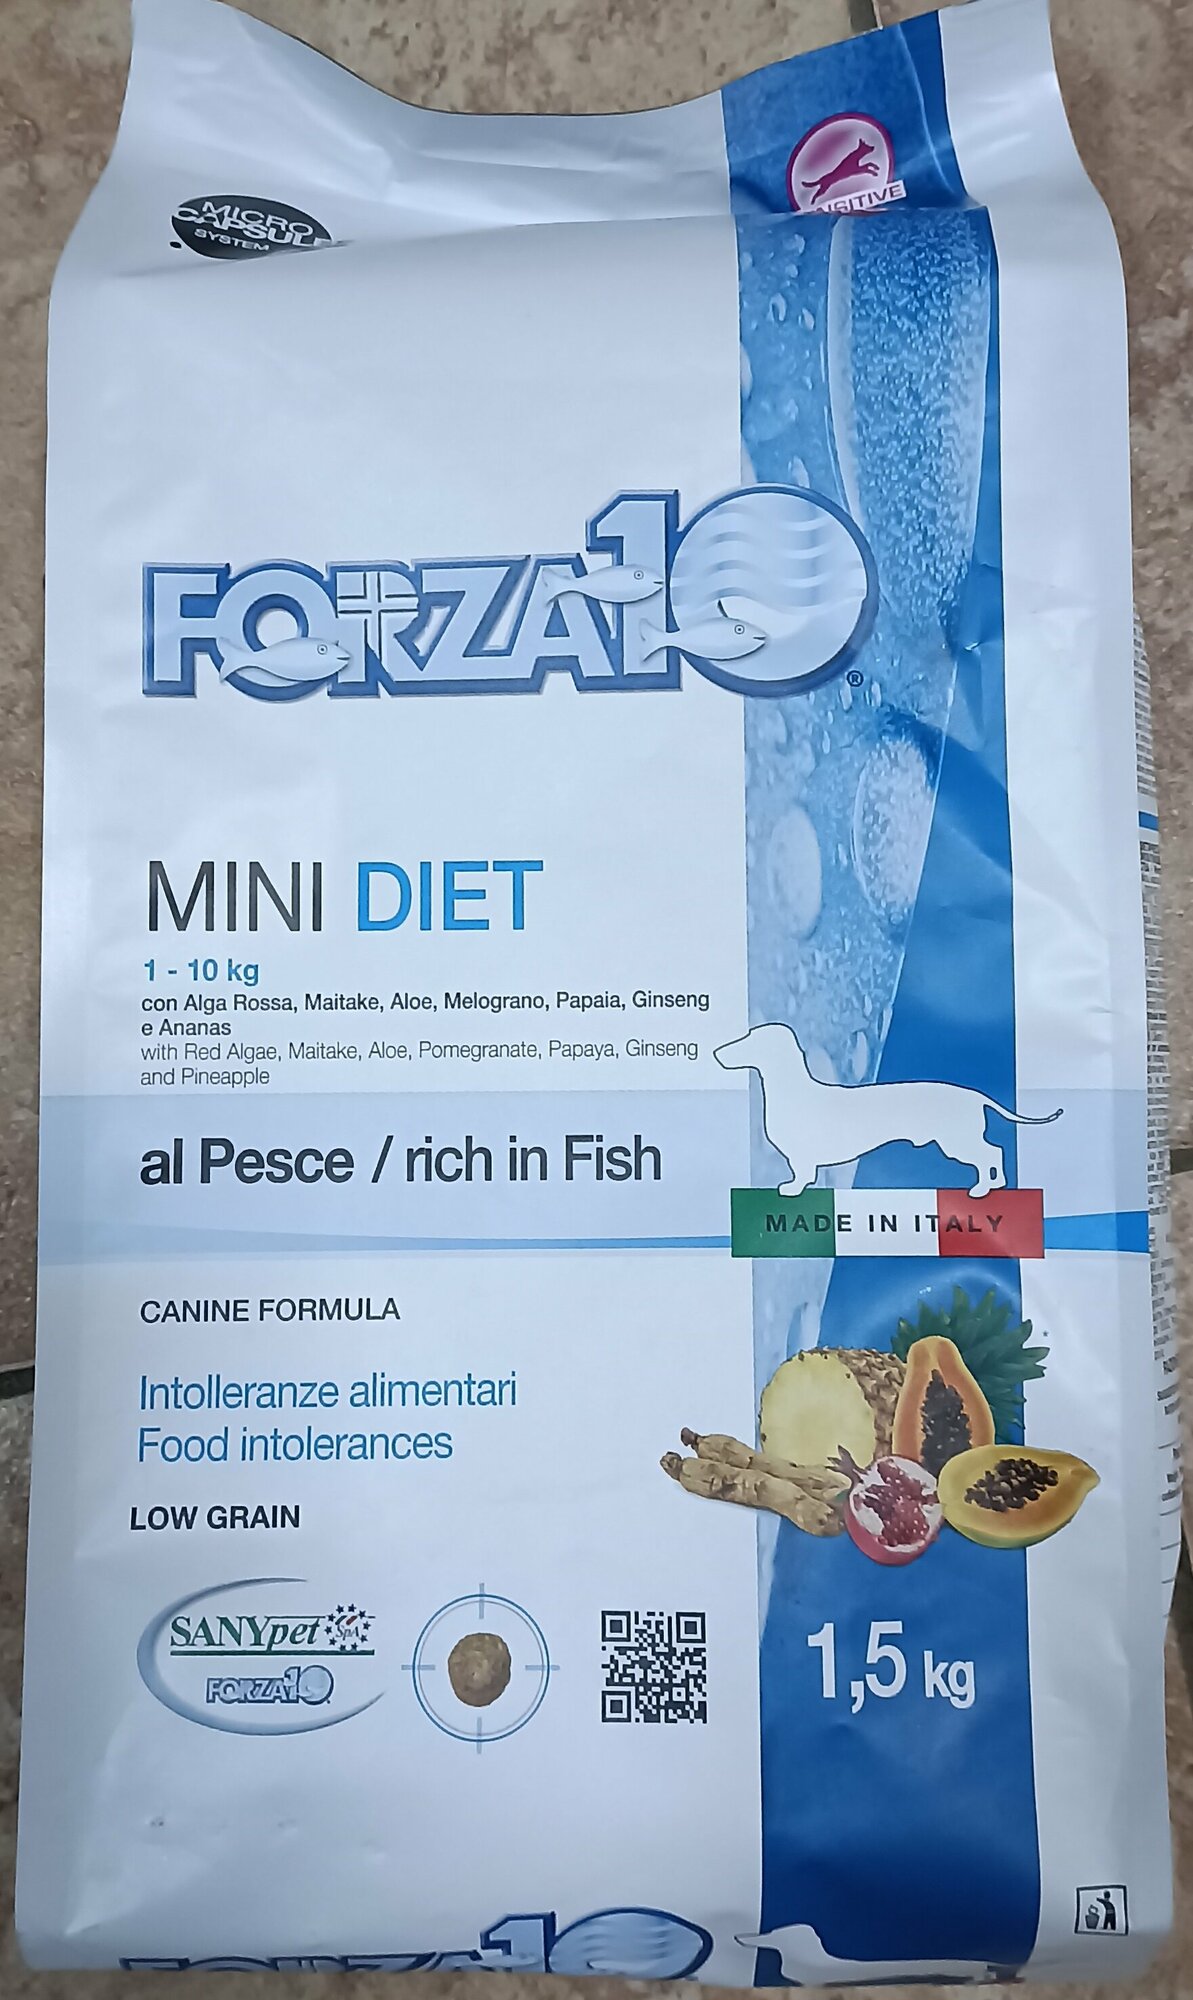 MICRO
CAPSULE
SYSTEM
FORZA10
®
MINI DIET
1 - 10 kg
con Alga Rossa, Maitake, Aloe, Melograno, Papaia, Ginseng
e Ananas
with Red Algae, Maitake, Aloe, Pomegranate, Papaya, Ginseng
and Pineapple
al Pesce / rich in Fish
MADE IN ITALY
CANINE FORMULA
Intolleranze alimentari
Food intolerances
LOW GRAIN
SANYpet SpA
FORZA10
1,5 kg
FORZA10